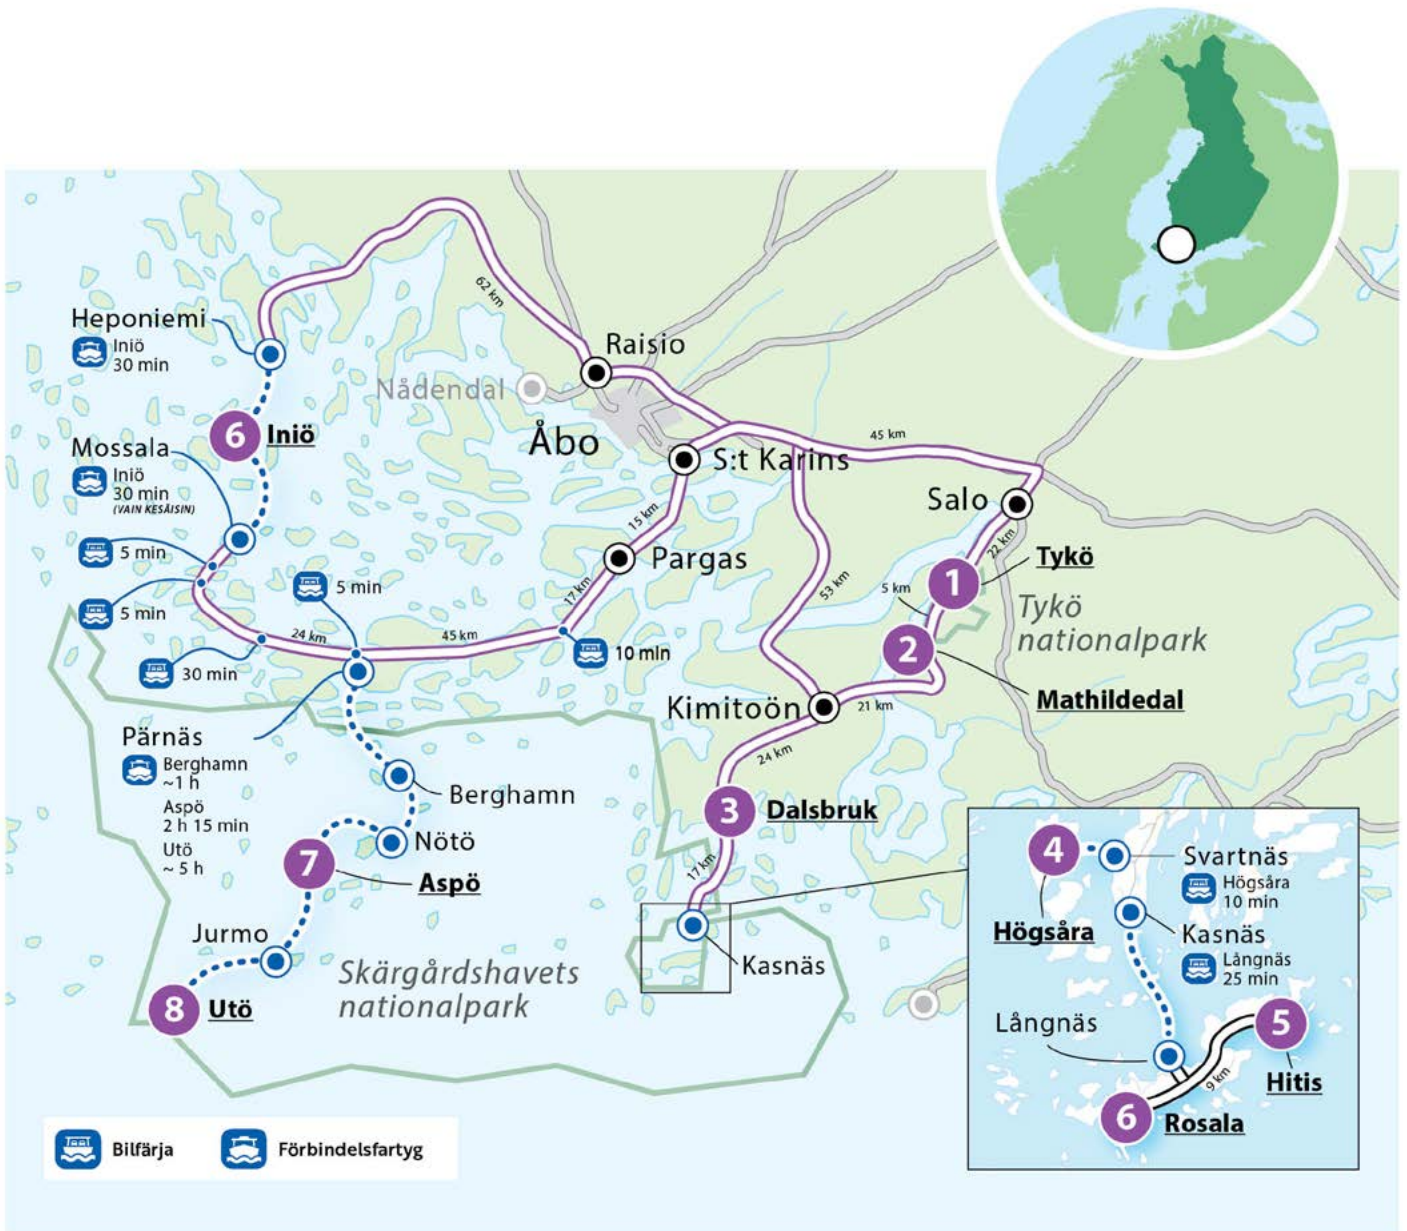 62 km
Heponiemi
Iniö
30 min
Raisio
Nådendal
6
Iniö
Åbo
45 km
S:t Karins
Mossala
Iniö
30 min
(VAIN KESÄISIN)
Salo
15 km
22 km
5 min
5 min
5 min
Pargas
1
Tykö
17 km
53 km
5 km
Tykö
nationalpark
24 km
45 km
10 min
2
30 min
Mathildedal
Kimitoön
21 km
Pärnäs
Berghamn
~1 h
Aspö
2 h 15 min
Utö
~ 5 h
24 km
Berghamn
3
Dalsbruk
Nötö
7
Aspö
17 km
Jurmo
Skärgårdshavets
nationalpark
Kasnäs
8
Utö
4
Svartnäs
Högsåra
10 min
Högsåra
Kasnäs
Långnäs
25 min
Långnäs
5
Hitis
9 km
6
Rosala
Bilfärja
Förbindelsfartyg